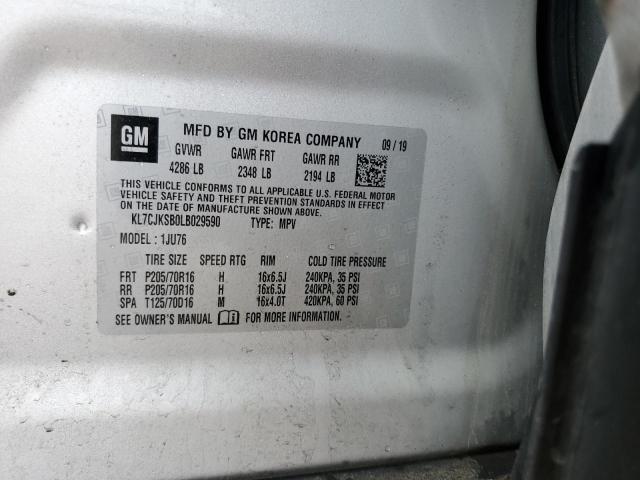 GM MFD BY GM KOREA COMPANY 09 / 19
GVWR GAWR FRT GAWR RR
4286 LB 2348 LB 2194 LB
THIS VEHICLE CONFORMS TO ALL APPLICABLE U.S. FEDERAL MOTOR
VEHICLE SAFETY AND THEFT PREVENTION STANDARDS IN EFFECT
ON THE DATE OF MANUFACTURE SHOWN ABOVE.
KL7CJKSB0LB029590 TYPE: MPV
MODEL : 1JU76
TIRE SIZE SPEED RTG RIM COLD TIRE PRESSURE
FRT P205/70R16 H 16x6.5J 240KPA, 35 PSI
RR P205/70R16 H 16x6.5J 240KPA, 35 PSI
SPA T125/70D16 M 16x4.0T 420KPA, 60 PSI
SEE OWNER'S MANUAL FOR MORE INFORMATION.